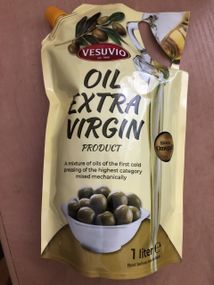 VESUVIO
OIL
EXTRA
VIRGIN
PRODUCT
A mixture of oils of the first cold
pressing of the highest category
mixed mechanically
1 liter e